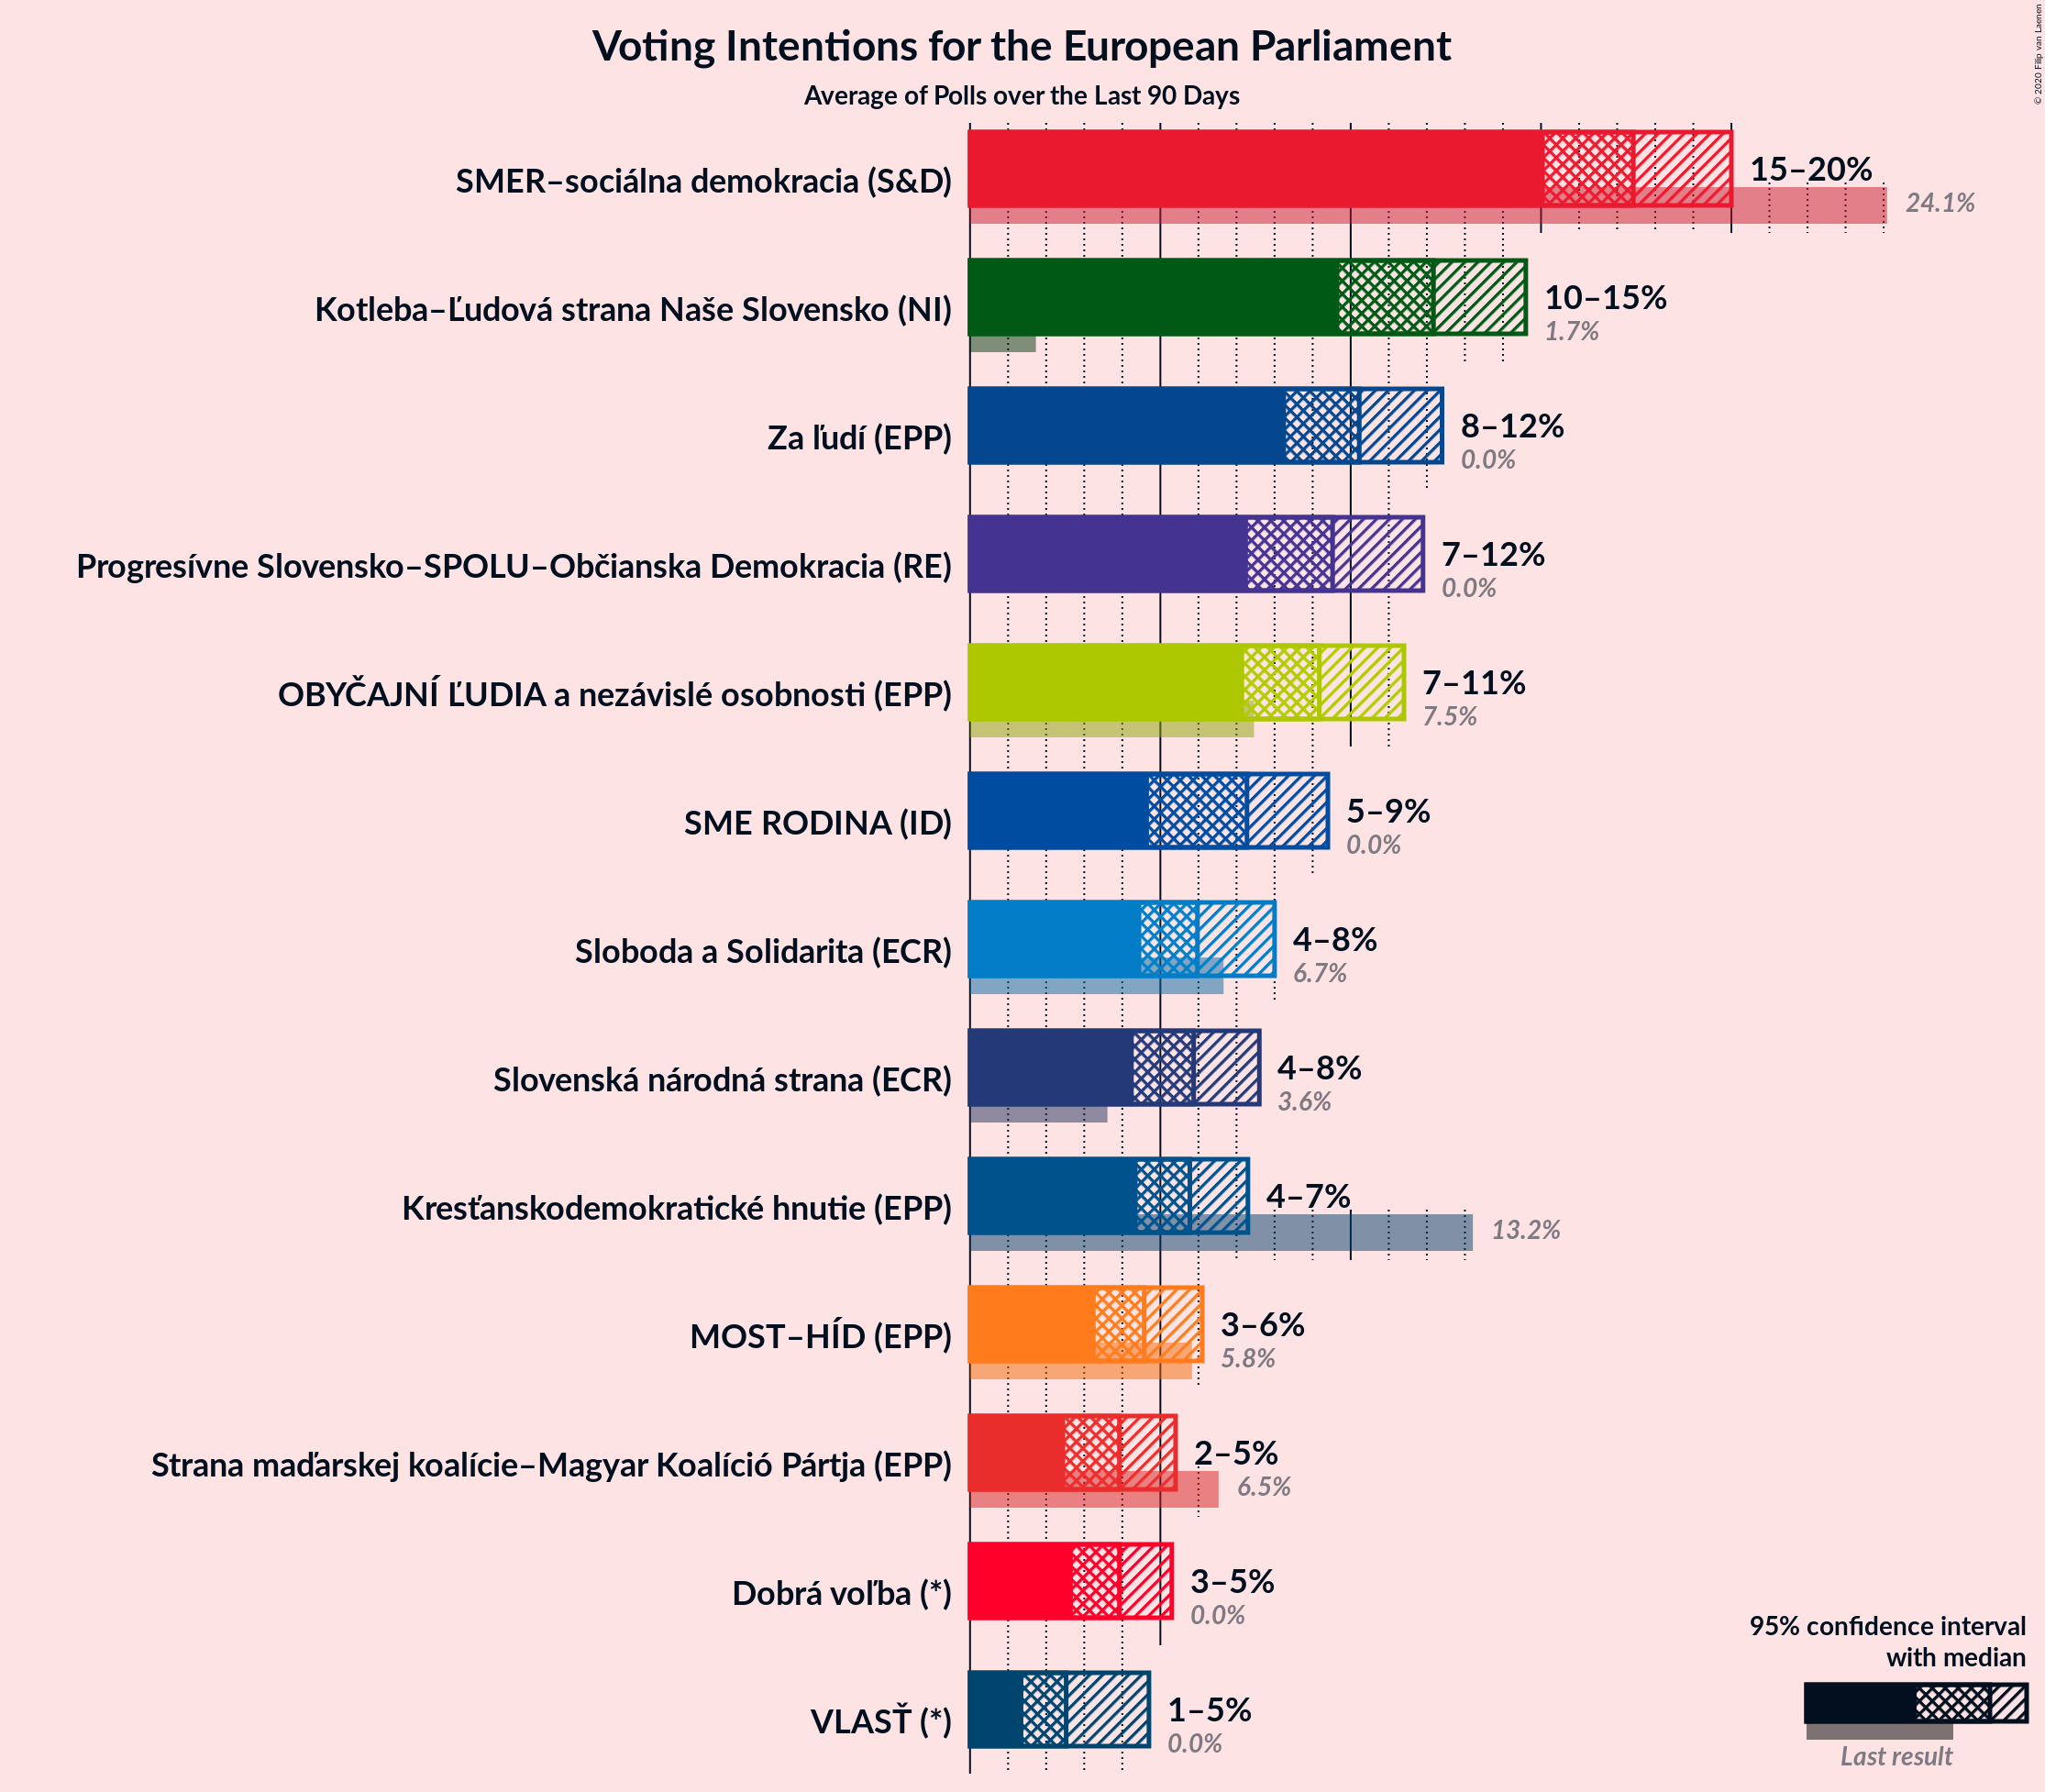 © 2020 Filip van Laenen
Voting Intentions for the European Parliament
Average of Polls over the Last 90 Days
SMER–sociálna demokracia (S&D)
15–20%
24.1%
Kotleba–Ľudová strana Naše Slovensko (NI)
10–15%
1.7%
Za ľudí (EPP)
8–12%
0.0%
Progresívne Slovensko–SPOLU–Občianska Demokracia (RE)
7–12%
0.0%
OBYČAJNÍ ĽUDIA a nezávislé osobnosti (EPP)
7–11%
7.5%
SME RODINA (ID)
5–9%
0.0%
Sloboda a Solidarita (ECR)
4–8%
6.7%
Slovenská národná strana (ECR)
4–8%
3.6%
Kresťanskodemokratické hnutie (EPP)
4–7%
13.2%
MOST–HÍD (EPP)
3–6%
5.8%
Strana maďarskej koalície–Magyar Koalíció Pártja (EPP)
2–5%
6.5%
Dobrá voľba (*)
3–5%
0.0%
VLASŤ (*)
1–5%
0.0%
95% confidence interval
with median
Last result